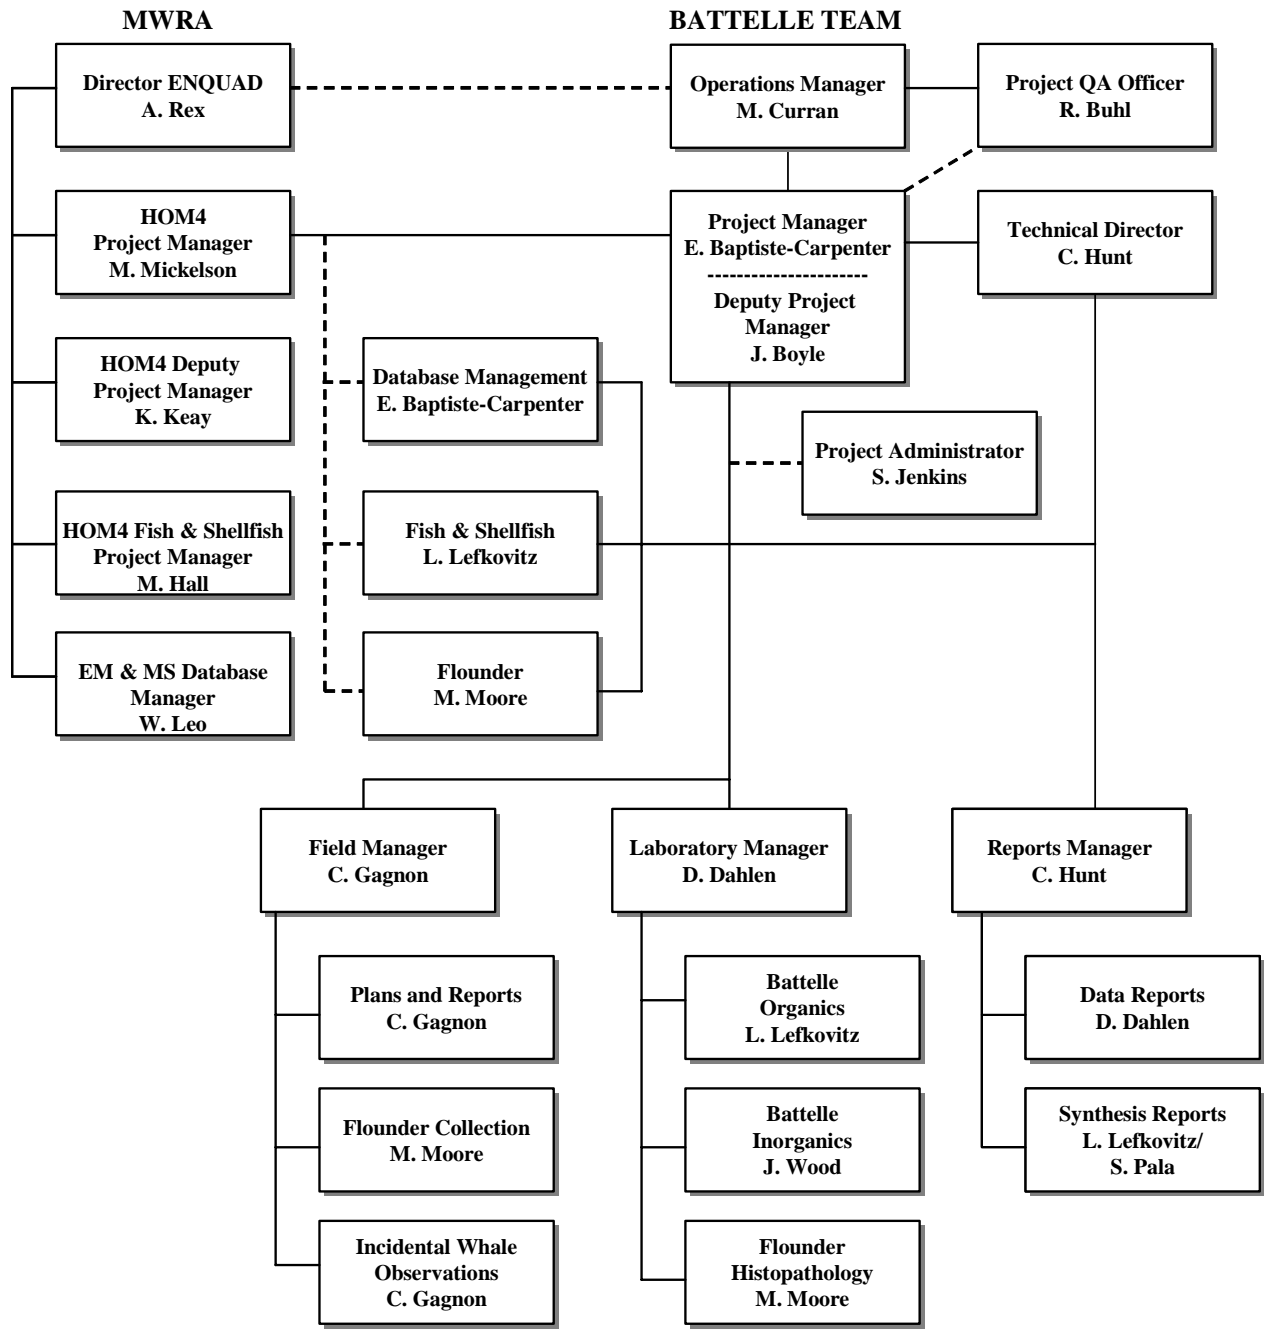 MWRA
BATTELLE TEAM
Director ENQUAD
A. Rex
Operations Manager
M. Curran
Project QA Officer
R. Buhl
HOM4
Project Manager
M. Mickelson
Project Manager
E. Baptiste-Carpenter
Deputy Project
Manager
J. Boyle
Technical Director
C. Hunt
HOM4 Deputy
Project Manager
K. Keay
Database Management
E. Baptiste-Carpenter
Project Administrator
S. Jenkins
HOM4 Fish & Shellfish
Project Manager
M. Hall
Fish & Shellfish
L. Lefkovitz
EM & MS Database
Manager
W. Leo
Flounder
M. Moore
Field Manager
C. Gagnon
Laboratory Manager
D. Dahlen
Reports Manager
C. Hunt
Plans and Reports
C. Gagnon
Battelle
Organics
L. Lefkovitz
Data Reports
D. Dahlen
Flounder Collection
M. Moore
Battelle
Inorganics
J. Wood
Synthesis Reports
L. Lefkovitz/
S. Pala
Incidental Whale
Observations
C. Gagnon
Flounder
Histopathology
M. Moore